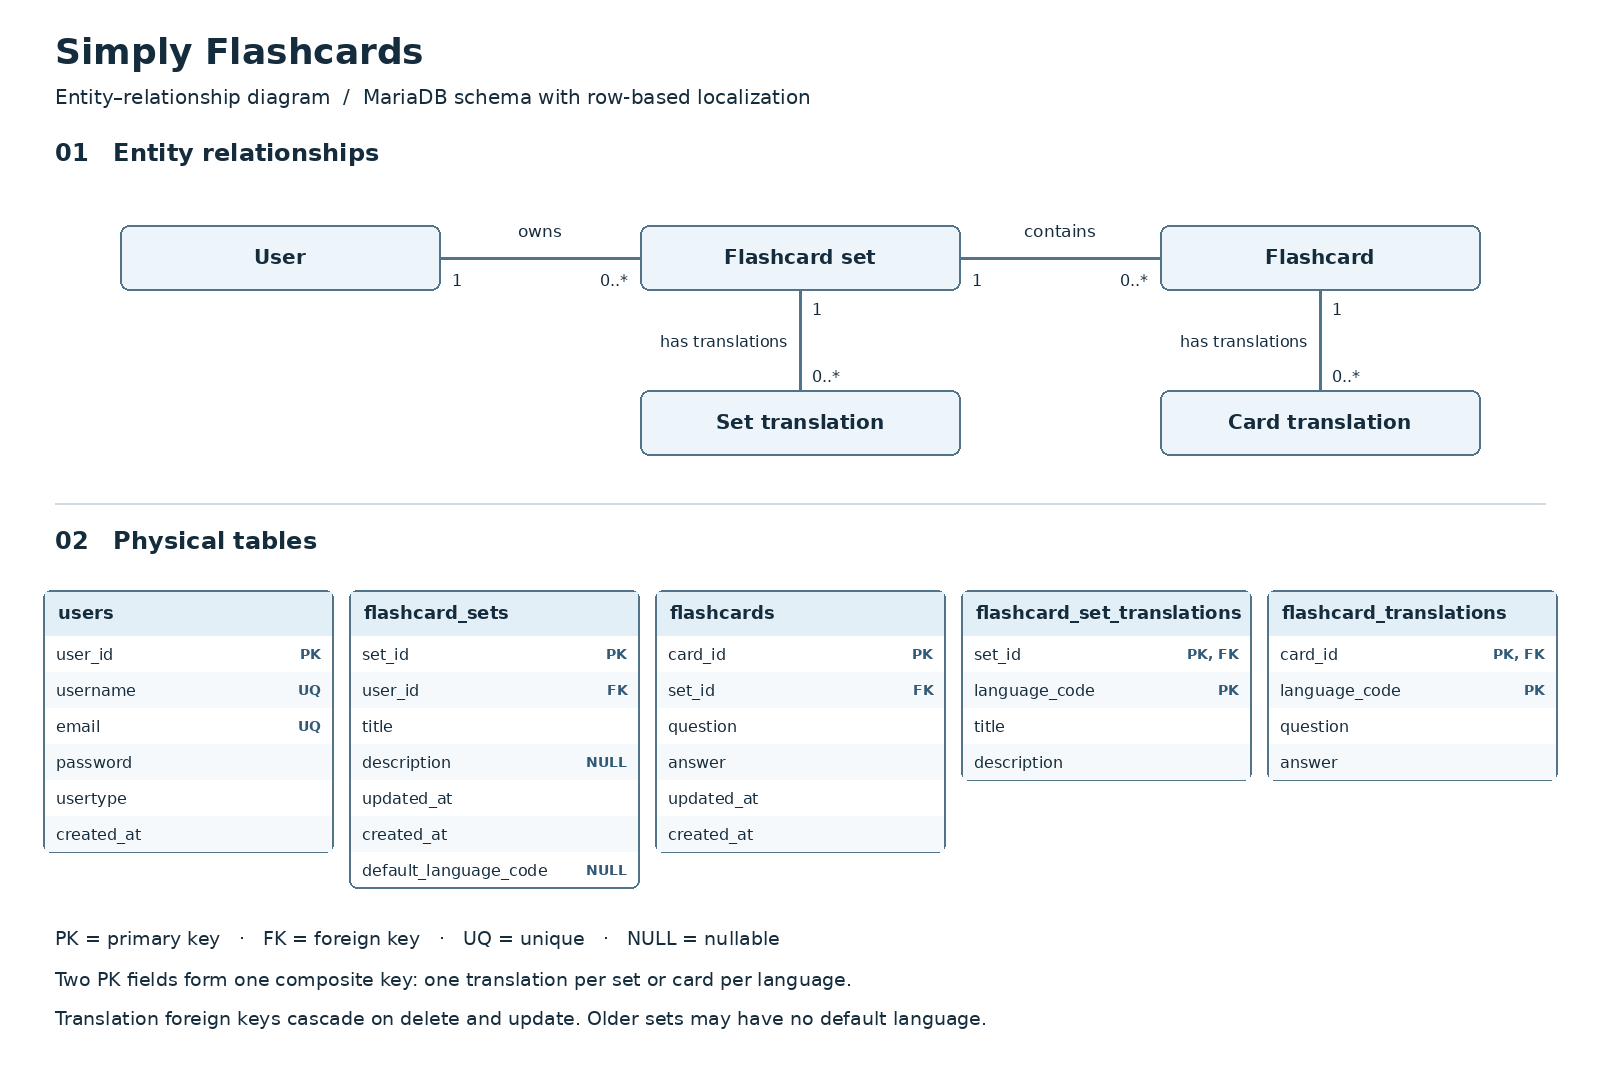 Simply Flashcards
Entity–relationship diagram / MariaDB schema with row-based localization
01 Entity relationships
owns
contains
User
Flashcard set
Flashcard
1
0..*
1
0..*
1
1
has translations
has translations
0..*
0..*
Set translation
Card translation
02 Physical tables
users
user_id PK
username UQ
email UQ
password
usertype
created_at
flashcard_sets
set_id PK
user_id FK
title
description NULL
updated_at
created_at
default_language_code NULL
flashcards
card_id PK
set_id FK
question
answer
updated_at
created_at
flashcard_set_translations
set_id PK, FK
language_code PK
title
description
flashcard_translations
card_id PK, FK
language_code PK
question
answer
PK = primary key · FK = foreign key · UQ = unique · NULL = nullable
Two PK fields form one composite key: one translation per set or card per language.
Translation foreign keys cascade on delete and update. Older sets may have no default language.